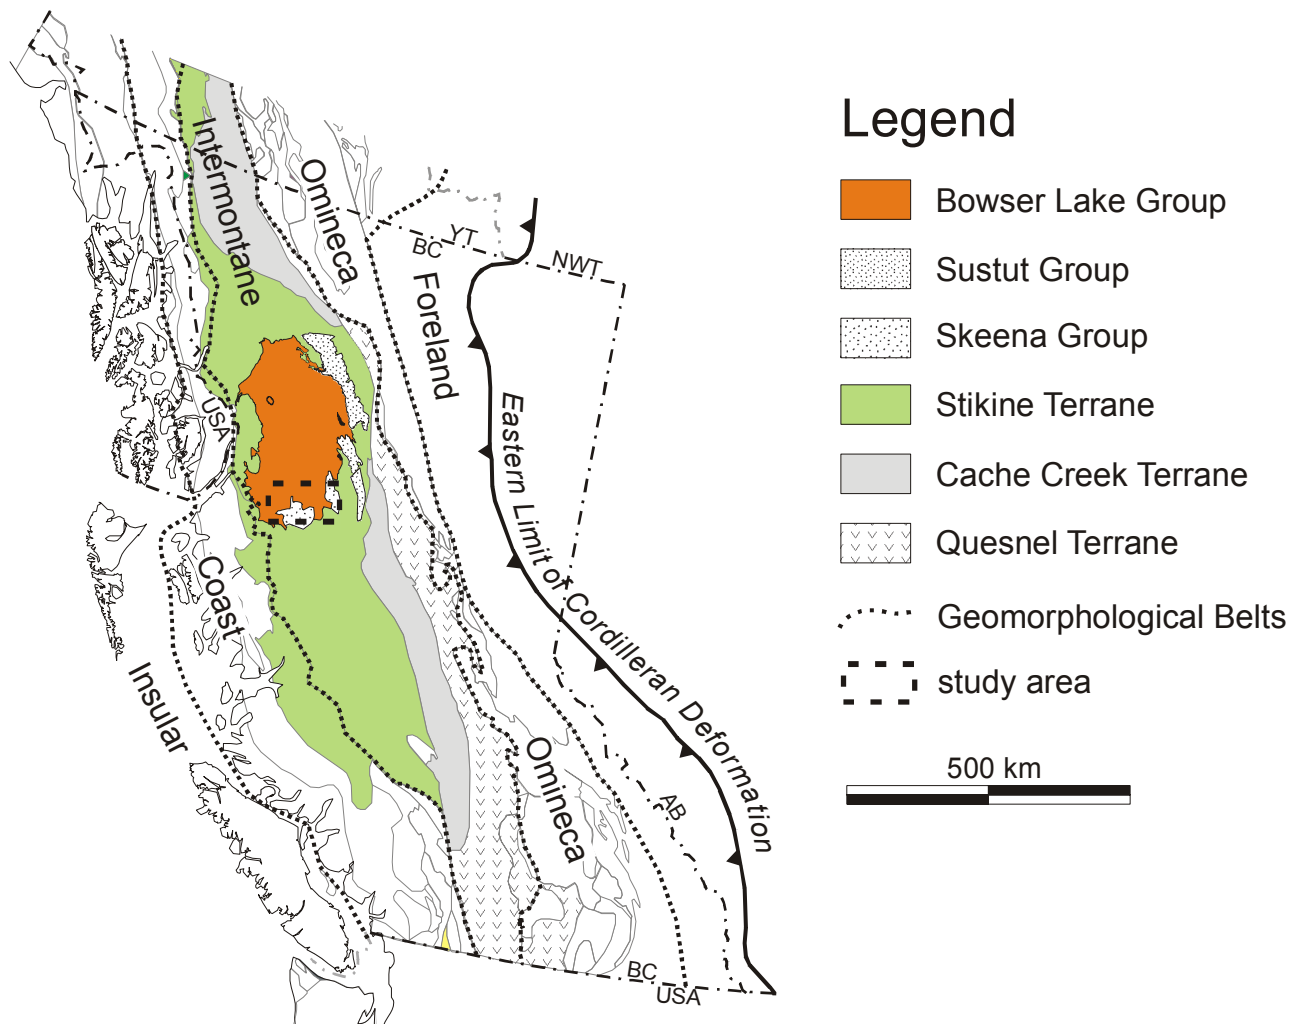 Legend
Bowser Lake Group
Sustut Group
Skeena Group
Stikine Terrane
Cache Creek Terrane
Quesnel Terrane
Geomorphological Belts
study area
500 km
Intermontane
Omineca
Foreland
BC
YT
NWT
USA
Eastern Limit of Cordilleran Deformation
Coast
Insular
Omineca
AB
BC
USA